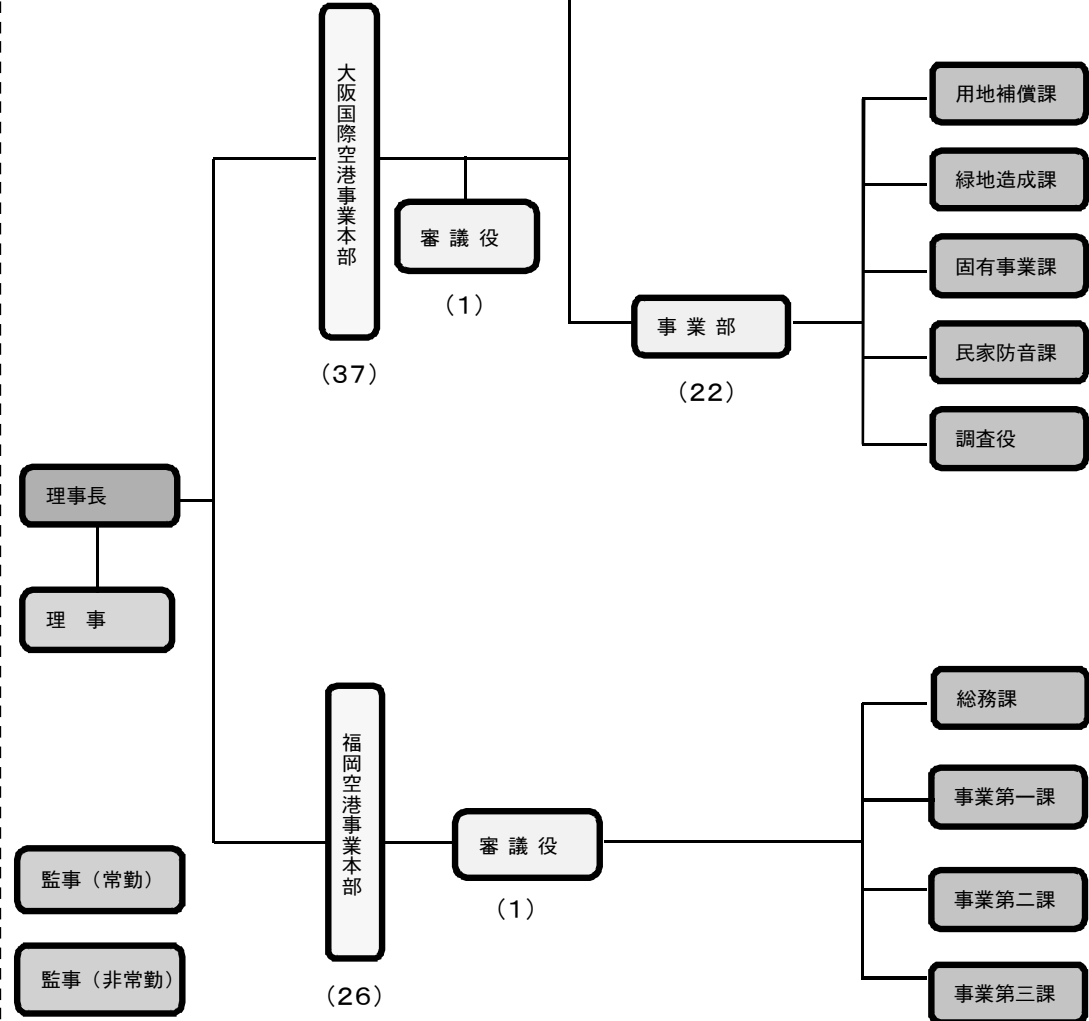 大阪国際空港事業本部
（37）
審 議 役
（1）
事 業 部
（22）
用地補償課
緑地造成課
固有事業課
民家防音課
調査役
理事長
理　事
福岡空港事業本部
（26）
審 議 役
（1）
総務課
事業第一課
事業第二課
事業第三課
監事（常勤）
監事（非常勤）